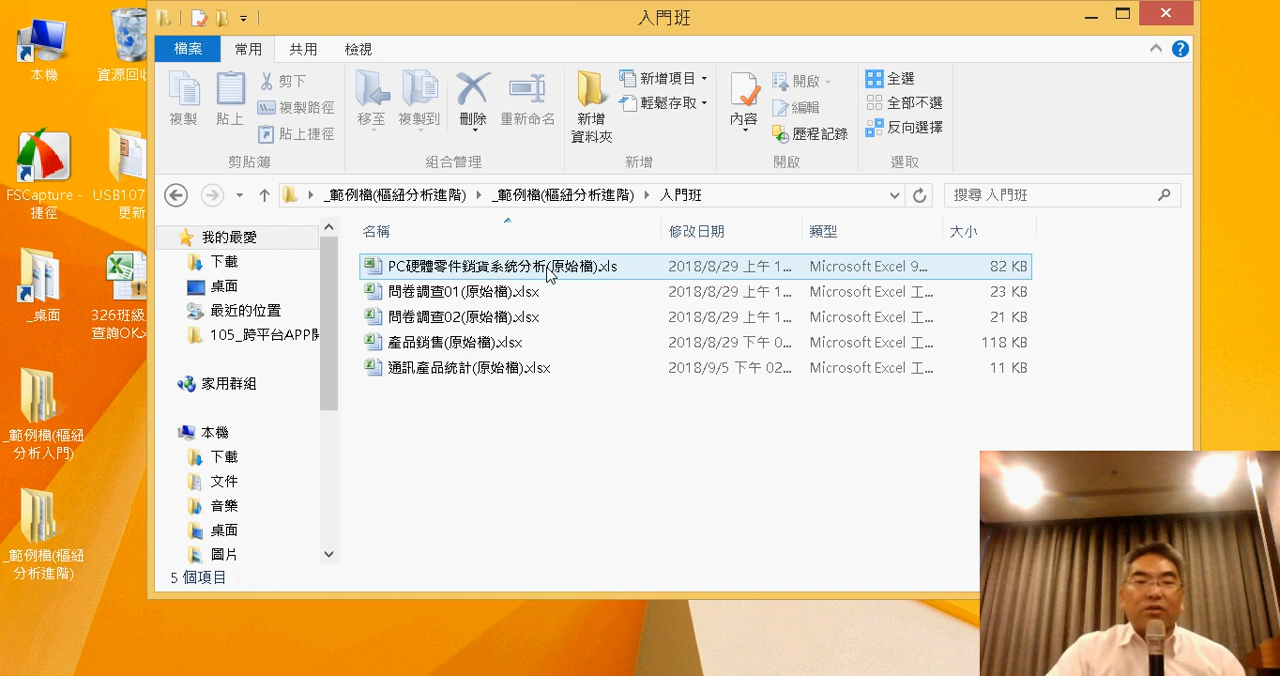 入門班
檔案 常用 共用 檢視
複製
貼上
剪下
複製路徑
貼上捷徑
剪貼簿
移至
複製到
刪除
重新命名
組合管理
新增
資料夾
新增項目
輕鬆存取
新增
內容
開啟
編輯
歷程記錄
開啟
全選
全部不選
反向選擇
選取
_範例檔(樞紐分析進階) _範例檔(樞紐分析進階) 入門班
搜尋 入門班
名稱 修改日期 類型 大小
PC硬體零件銷貨系統分析(原始檔).xls 2018/8/29 上午 1... Microsoft Excel 9... 82 KB
問卷調查01(原始檔).xlsx 2018/8/29 上午 1... Microsoft Excel 工... 23 KB
問卷調查02(原始檔).xlsx 2018/8/29 上午 1... Microsoft Excel 工... 21 KB
產品銷售(原始檔).xlsx 2018/8/29 下午 0... Microsoft Excel 工... 118 KB
通訊產品統計(原始檔).xlsx 2018/9/5 下午 02... Microsoft Excel 工... 11 KB
我的最愛
下載
桌面
最近的位置
105_跨平台APP開
家用群組
本機
下載
文件
音樂
桌面
圖片
5 個項目
本機
資源回收
FSCapture -
捷徑
USB107
更新
_桌面
326班級
查詢OK.x
_範例檔(樞紐
分析入門)
_範例檔(樞紐
分析進階)